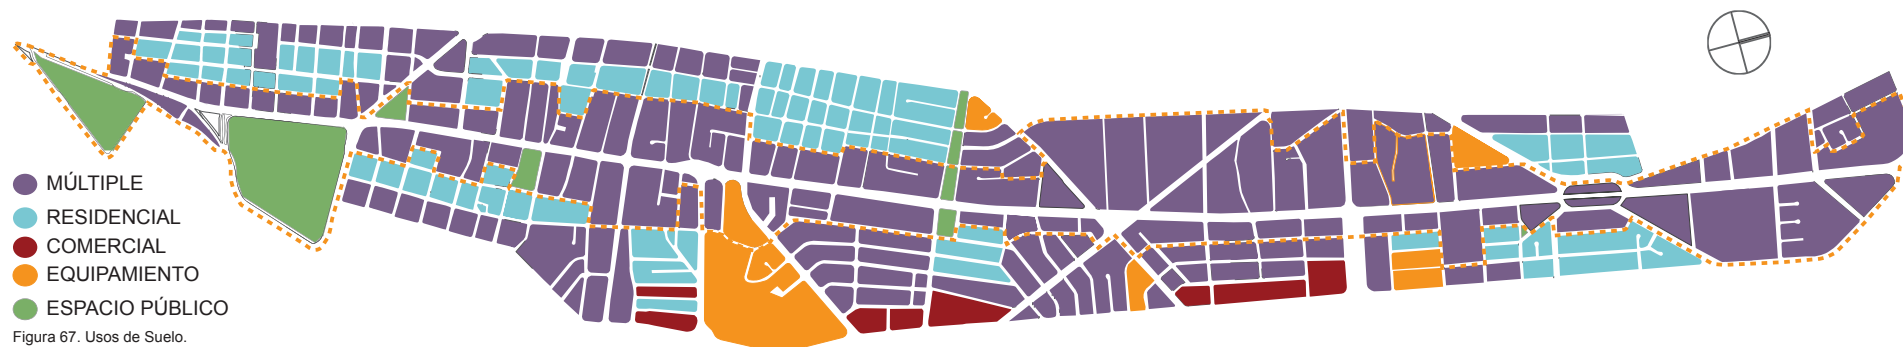 MÚLTIPLE
RESIDENCIAL
COMERCIAL
EQUIPAMIENTO
ESPACIO PÚBLICO
Figura 67. Usos de Suelo.